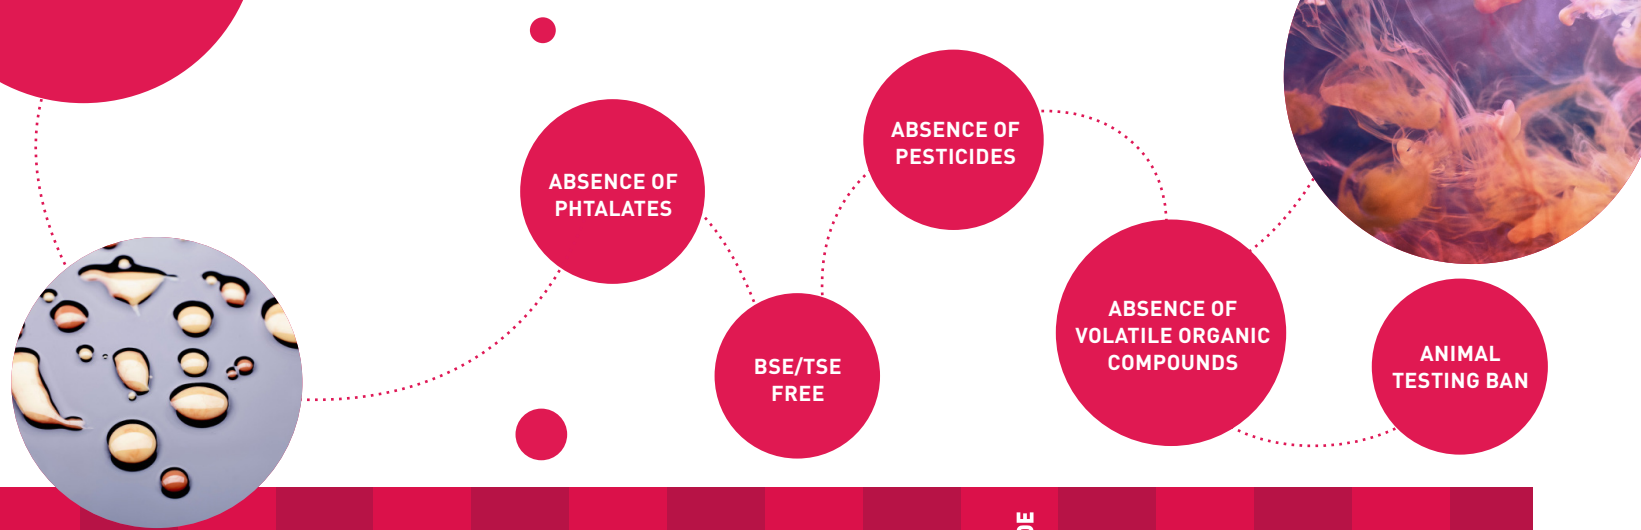 ABSENCE OF
PHTALATES
BSE/TSE
FREE
ABSENCE OF
PESTICIDES
ABSENCE OF
VOLATILE ORGANIC
COMPOUNDS
ANIMAL
TESTING BAN